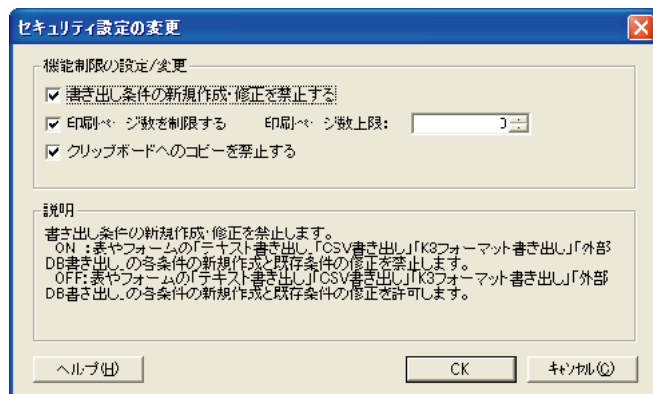 セキュリティ設定の変更
機能制限の設定/変更
書き出し条件の新規作成・修正を禁止する
印刷ページ数を制限する 印刷ページ数上限: 0
クリップボードへのコピーを禁止する
説明
書き出し条件の新規作成・修正を禁止します。
ON :表やフォームの「テキスト書き出し」「CSV書き出し」「K3フォーマット書き出し」「外部
DB書き出し」の各条件の新規作成と既存条件の修正を禁止します。
OFF:表やフォームの「テキスト書き出し」「CSV書き出し」「K3フォーマット書き出し」「外部
DB書き出し」の各条件の新規作成と既存条件の修正を許可します。
ヘルプ(H) OK キャンセル(C)